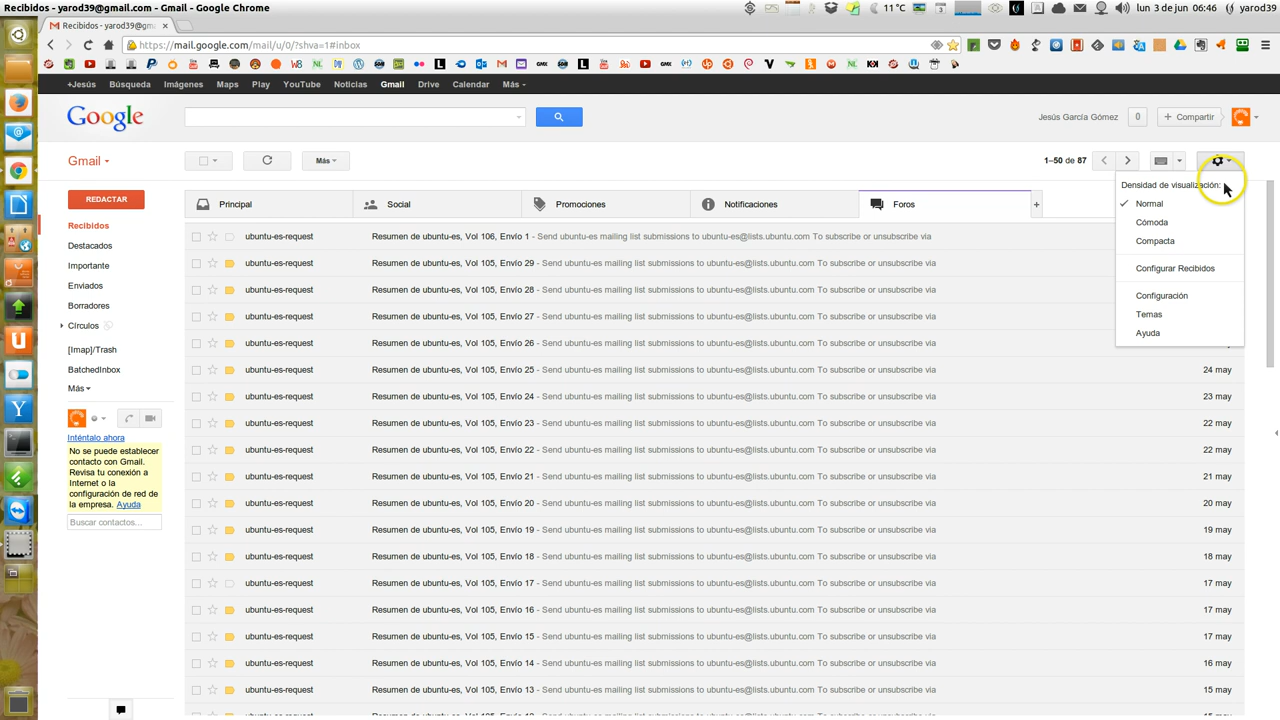 Recibidos - yarod39@gmail.com - Gmail - Google Chrome
11 °C
lun 3 de jun 06:46
yarod39
Recibidos - yarod39@gm
https://mail.google.com/mail/u/0/?shva=1#inbox
+Jesús Búsqueda Imágenes Maps Play YouTube Noticias Gmail Drive Calendar Más
Google
Jesús García Gómez 0 + Compartir
Gmail
Más
1–50 de 87
REDACTAR
Recibidos
Destacados
Importante
Enviados
Borradores
Círculos
[Imap]/Trash
BatchedInbox
Más
Inténtalo ahora
No se puede establecer
contacto con Gmail.
Revisa tu conexión a
Internet o la
configuración de red de
la empresa. Ayuda
Buscar contactos...
Principal Social Promociones Notificaciones Foros +
Densidad de visualización:
Normal
Cómoda
Compacta
Configurar Recibidos
Configuración
Temas
Ayuda
ubuntu-es-request Resumen de ubuntu-es, Vol 106, Envío 1 - Send ubuntu-es mailing list submissions to ubuntu-es@lists.ubuntu.com To subscribe or unsubscribe via
ubuntu-es-request Resumen de ubuntu-es, Vol 105, Envío 29 - Send ubuntu-es mailing list submissions to ubuntu-es@lists.ubuntu.com To subscribe or unsubscribe via
ubuntu-es-request Resumen de ubuntu-es, Vol 105, Envío 28 - Send ubuntu-es mailing list submissions to ubuntu-es@lists.ubuntu.com To subscribe or unsubscribe via
ubuntu-es-request Resumen de ubuntu-es, Vol 105, Envío 27 - Send ubuntu-es mailing list submissions to ubuntu-es@lists.ubuntu.com To subscribe or unsubscribe via
ubuntu-es-request Resumen de ubuntu-es, Vol 105, Envío 26 - Send ubuntu-es mailing list submissions to ubuntu-es@lists.ubuntu.com To subscribe or unsubscribe via
ubuntu-es-request Resumen de ubuntu-es, Vol 105, Envío 25 - Send ubuntu-es mailing list submissions to ubuntu-es@lists.ubuntu.com To subscribe or unsubscribe via 24 may
ubuntu-es-request Resumen de ubuntu-es, Vol 105, Envío 24 - Send ubuntu-es mailing list submissions to ubuntu-es@lists.ubuntu.com To subscribe or unsubscribe via 23 may
ubuntu-es-request Resumen de ubuntu-es, Vol 105, Envío 23 - Send ubuntu-es mailing list submissions to ubuntu-es@lists.ubuntu.com To subscribe or unsubscribe via 22 may
ubuntu-es-request Resumen de ubuntu-es, Vol 105, Envío 22 - Send ubuntu-es mailing list submissions to ubuntu-es@lists.ubuntu.com To subscribe or unsubscribe via 22 may
ubuntu-es-request Resumen de ubuntu-es, Vol 105, Envío 21 - Send ubuntu-es mailing list submissions to ubuntu-es@lists.ubuntu.com To subscribe or unsubscribe via 21 may
ubuntu-es-request Resumen de ubuntu-es, Vol 105, Envío 20 - Send ubuntu-es mailing list submissions to ubuntu-es@lists.ubuntu.com To subscribe or unsubscribe via 20 may
ubuntu-es-request Resumen de ubuntu-es, Vol 105, Envío 19 - Send ubuntu-es mailing list submissions to ubuntu-es@lists.ubuntu.com To subscribe or unsubscribe via 19 may
ubuntu-es-request Resumen de ubuntu-es, Vol 105, Envío 18 - Send ubuntu-es mailing list submissions to ubuntu-es@lists.ubuntu.com To subscribe or unsubscribe via 18 may
ubuntu-es-request Resumen de ubuntu-es, Vol 105, Envío 17 - Send ubuntu-es mailing list submissions to ubuntu-es@lists.ubuntu.com To subscribe or unsubscribe via 17 may
ubuntu-es-request Resumen de ubuntu-es, Vol 105, Envío 16 - Send ubuntu-es mailing list submissions to ubuntu-es@lists.ubuntu.com To subscribe or unsubscribe via 17 may
ubuntu-es-request Resumen de ubuntu-es, Vol 105, Envío 15 - Send ubuntu-es mailing list submissions to ubuntu-es@lists.ubuntu.com To subscribe or unsubscribe via 17 may
ubuntu-es-request Resumen de ubuntu-es, Vol 105, Envío 14 - Send ubuntu-es mailing list submissions to ubuntu-es@lists.ubuntu.com To subscribe or unsubscribe via 16 may
ubuntu-es-request Resumen de ubuntu-es, Vol 105, Envío 13 - Send ubuntu-es mailing list submissions to ubuntu-es@lists.ubuntu.com To subscribe or unsubscribe via 15 may